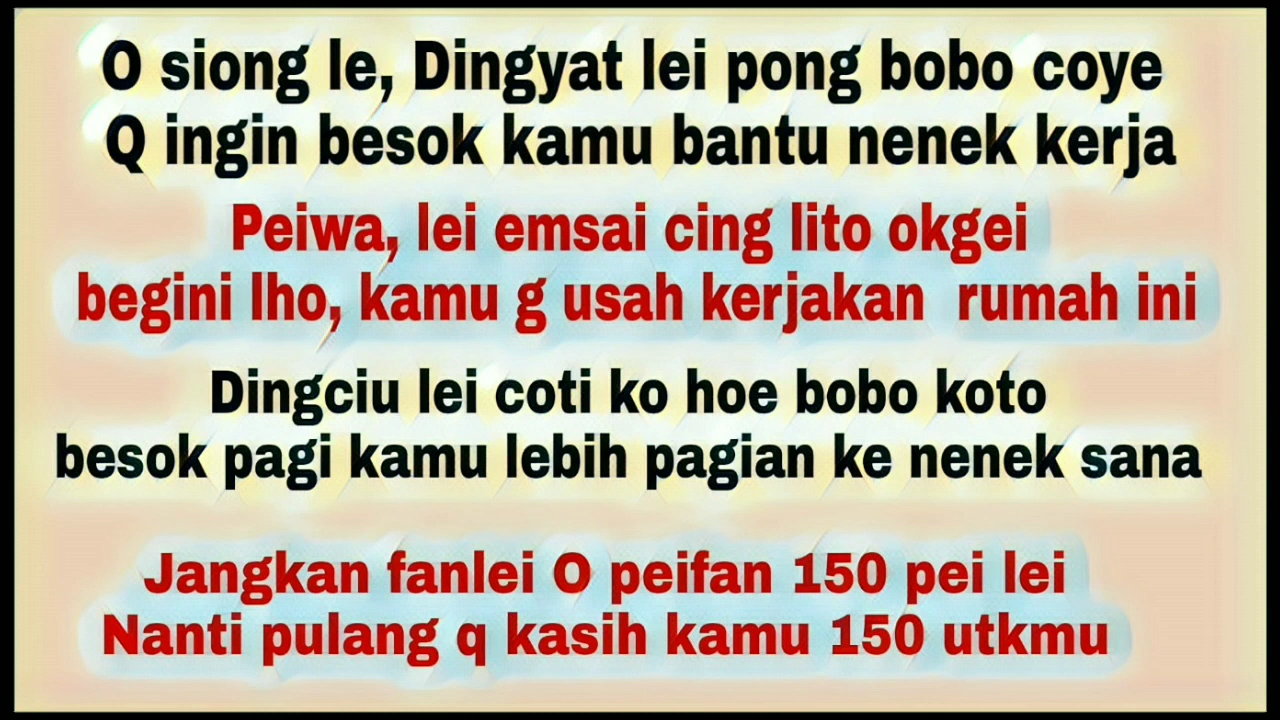 O siong le, Dingyat lei pong bobo coye
Q ingin besok kamu bantu nenek kerja
Peiwa, lei emsai cing lito okgei
begini lho, kamu g usah kerjakan rumah ini
Dingciu lei coti ko hoe bobo koto
besok pagi kamu lebih pagian ke nenek sana
Jangkan fanlei O peifan 150 pei lei
Nanti pulang q kasih kamu 150 utkmu